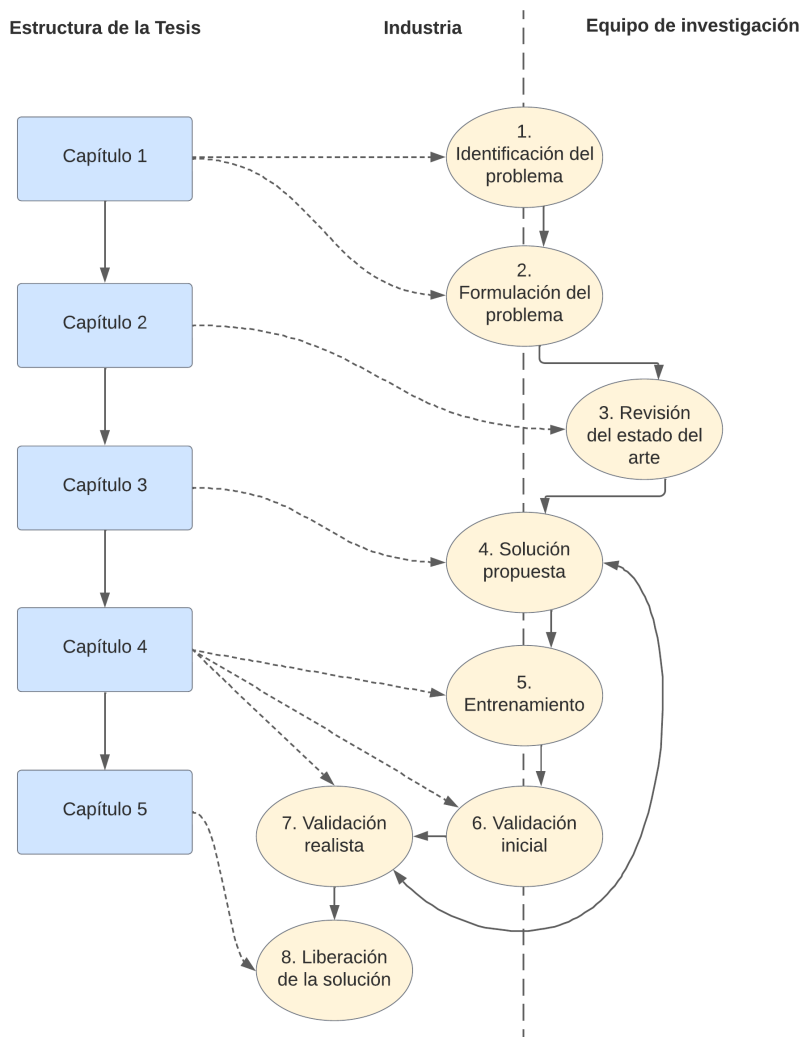 Estructura de la Tesis
Industria
Equipo de investigación
Capítulo 1
1.
Identificación del
problema
2.
Formulación del
problema
Capítulo 2
3. Revisión
del estado del
arte
Capítulo 3
4. Solución
propuesta
Capítulo 4
5.
Entrenamiento
Capítulo 5
7. Validación
realista
6. Validación
inicial
8. Liberación
de la solución